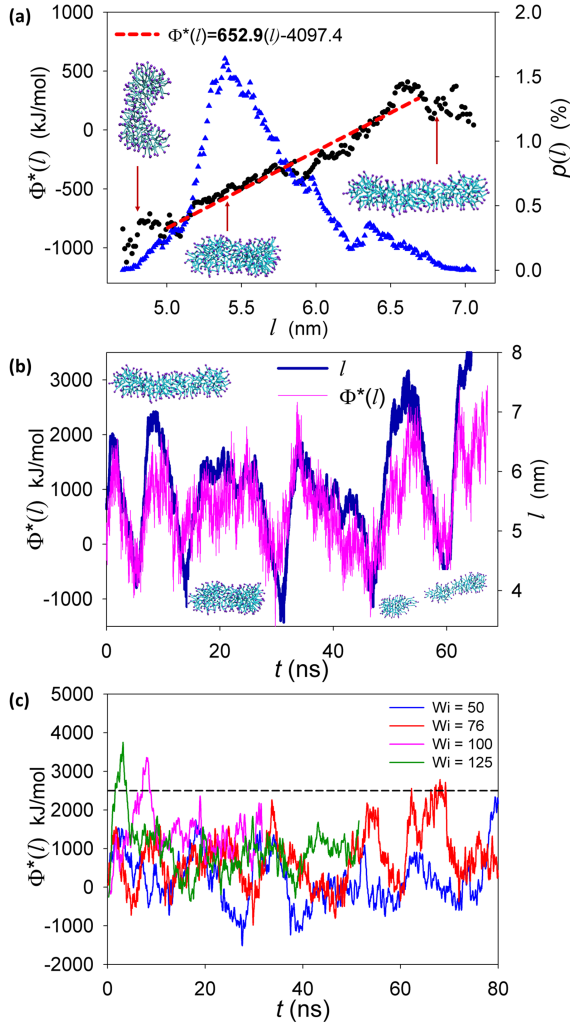 (a)
Φ*(l)=652.9(l)-4097.4
Φ*(l) (kJ/mol)
1000
500
0
-500
-1000
2.0
1.5
1.0
0.5
0.0
p(l) (%)
5.0 5.5 6.0 6.5 7.0
l (nm)
(b)
l
Φ*(l)
Φ*(l) kJ/mol
3000
2000
1000
0
-1000
8
7
6
5
4
l (nm)
0 20 40 60
t (ns)
(c)
Wi = 50
Wi = 76
Wi = 100
Wi = 125
Φ*(l) kJ/mol
5000
4000
3000
2000
1000
0
-1000
-2000
0 20 40 60 80
t (ns)